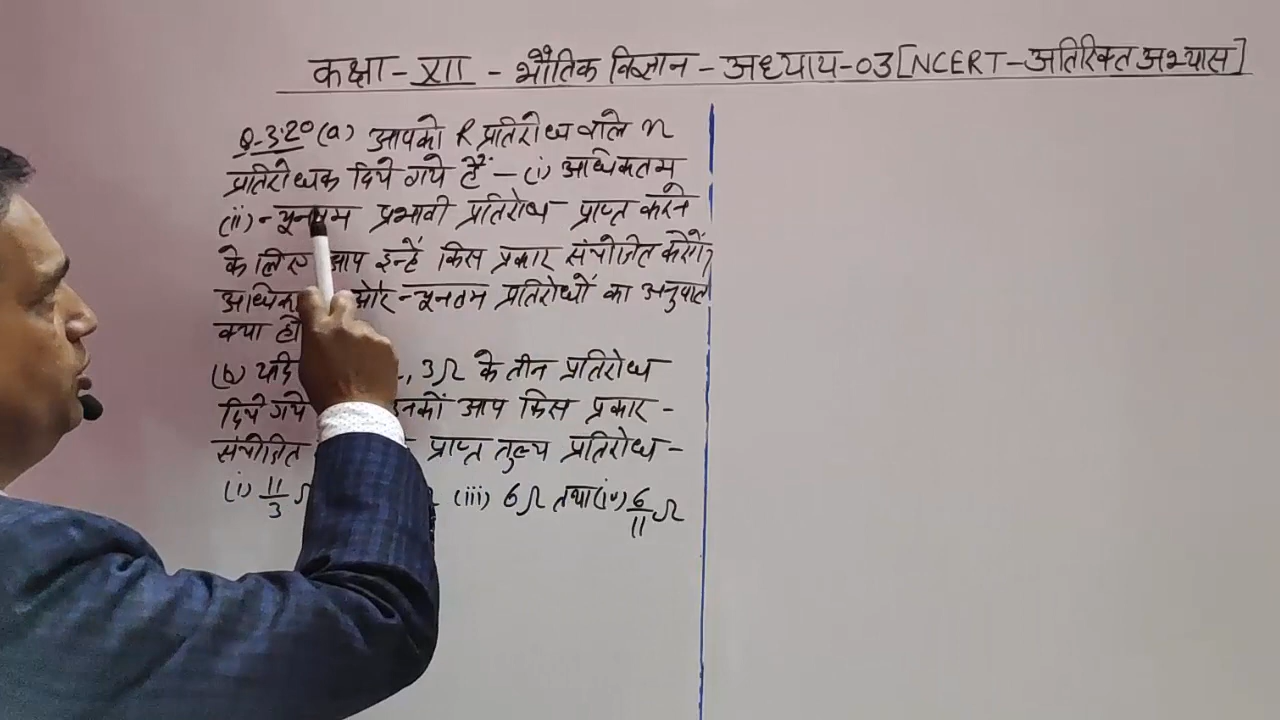 कक्षा-XII - भौतिक विज्ञान - अध्याय-03 [NCERT-अतिरिक्त अभ्यास]
Q-3.20 (a) आपको R प्रतिरोध वाले n
प्रतिरोधक दिये गये हैं - (i) अधिकतम
(ii) न्यूनतम प्रभावी प्रतिरोध प्राप्त करने
के लिए आप इन्हें किस प्रकार संयोजित करेंगे?
और न्यूनतम प्रतिरोधों का अनुपात
क्या
(b) यदि , 3Ω के तीन प्रतिरोध
दिये गये आप किस प्रकार -
संयोजित प्राप्त तुल्य प्रतिरोध -
(i) 11/3 Ω (iii) 6Ω तथा (iv) 6/11 Ω